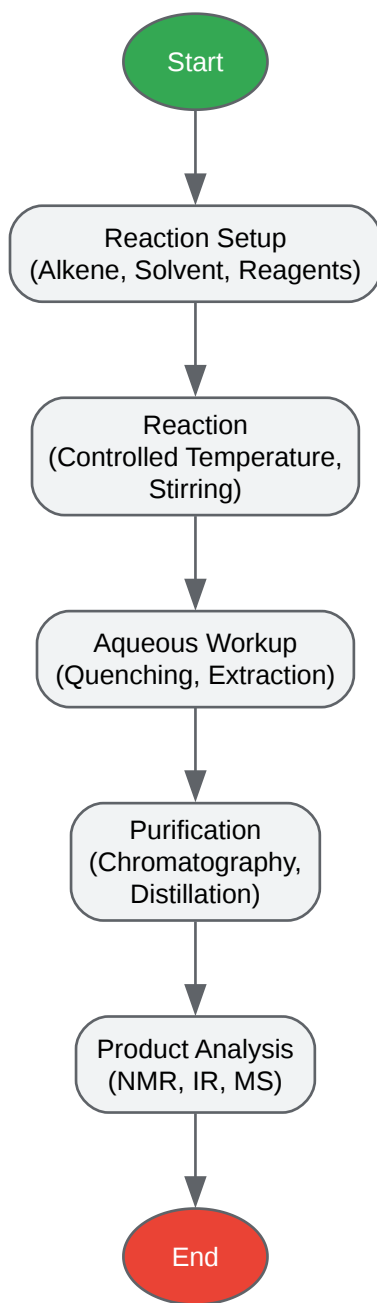 Start
Reaction Setup
(Alkene, Solvent, Reagents)
Reaction
(Controlled Temperature,
Stirring)
Aqueous Workup
(Quenching, Extraction)
Purification
(Chromatography,
Distillation)
Product Analysis
(NMR, IR, MS)
End